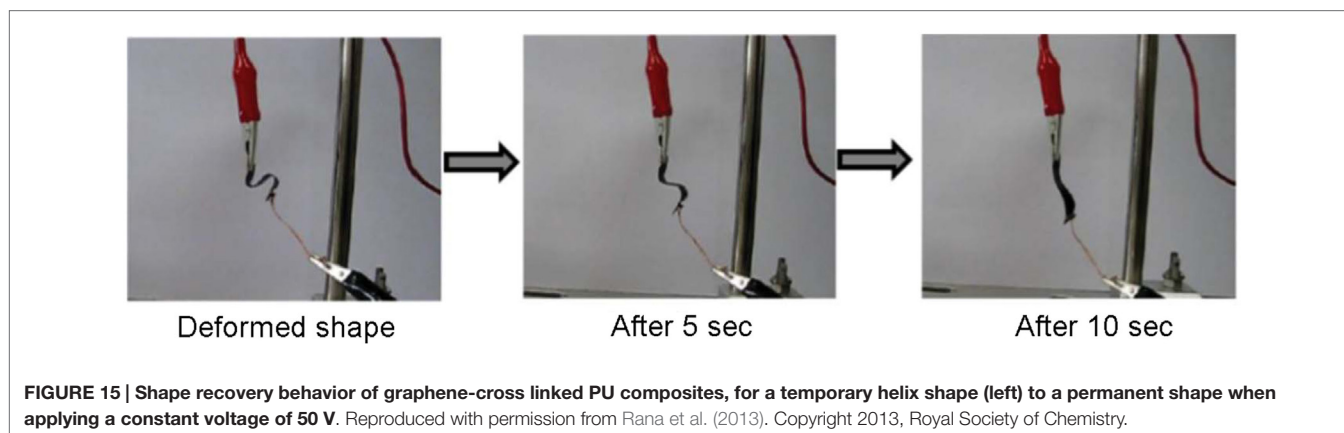 Deformed shape
After 5 sec
After 10 sec
FIGURE 15 | Shape recovery behavior of graphene-cross linked PU composites, for a temporary helix shape (left) to a permanent shape when
applying a constant voltage of 50 V. Reproduced with permission from Rana et al. (2013). Copyright 2013, Royal Society of Chemistry.